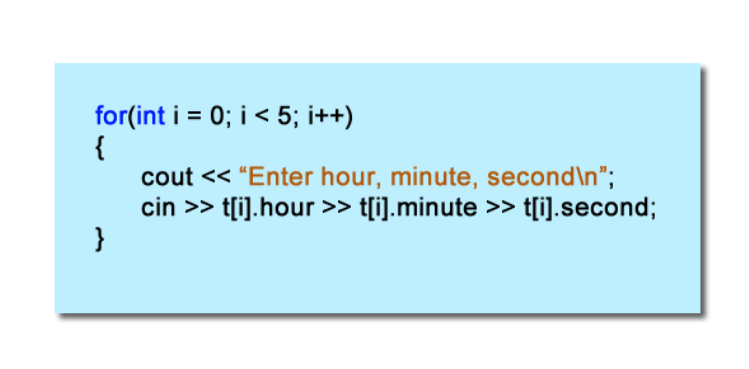 for(int i = 0; i < 5; i++)
{
cout << “Enter hour, minute, second\n”;
cin >> t[i].hour >> t[i].minute >> t[i].second;
}